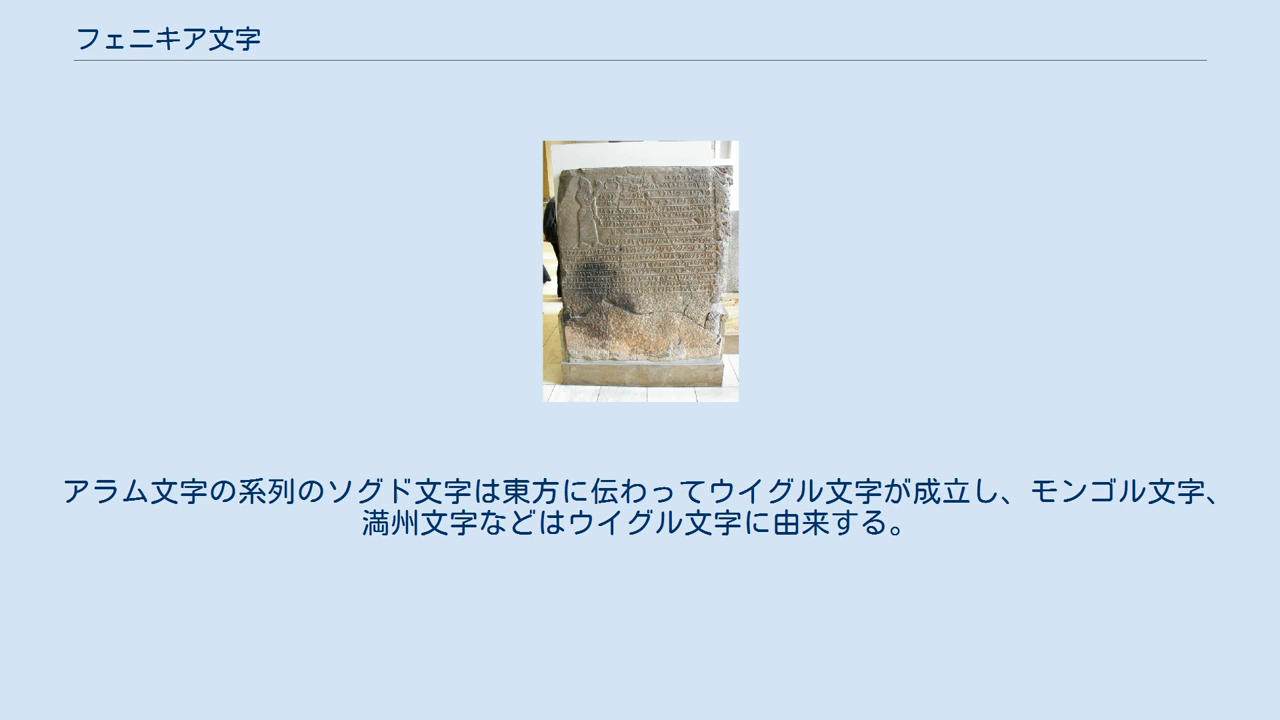 フェニキア文字
アラム文字の系列のソグド文字は東方に伝わってウイグル文字が成立し、モンゴル文字、
満州文字などはウイグル文字に由来する。